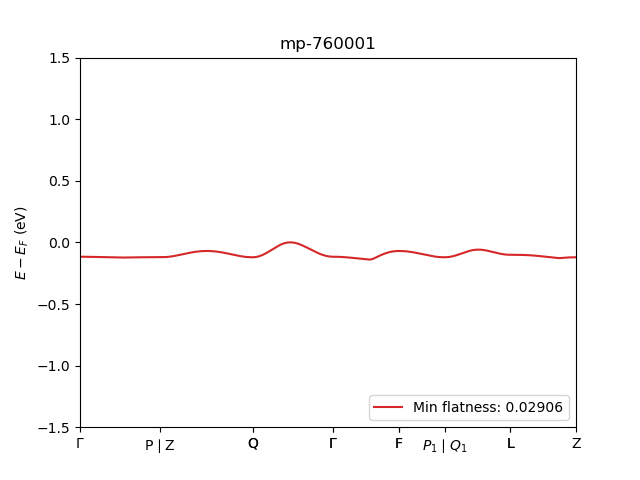 mp-760001
1.5
1.0
0.5
0.0
−0.5
−1.0
−1.5
E − E_F (eV)
Min flatness: 0.02906
Γ P | Z Q Γ F P₁ | Q₁ L Z